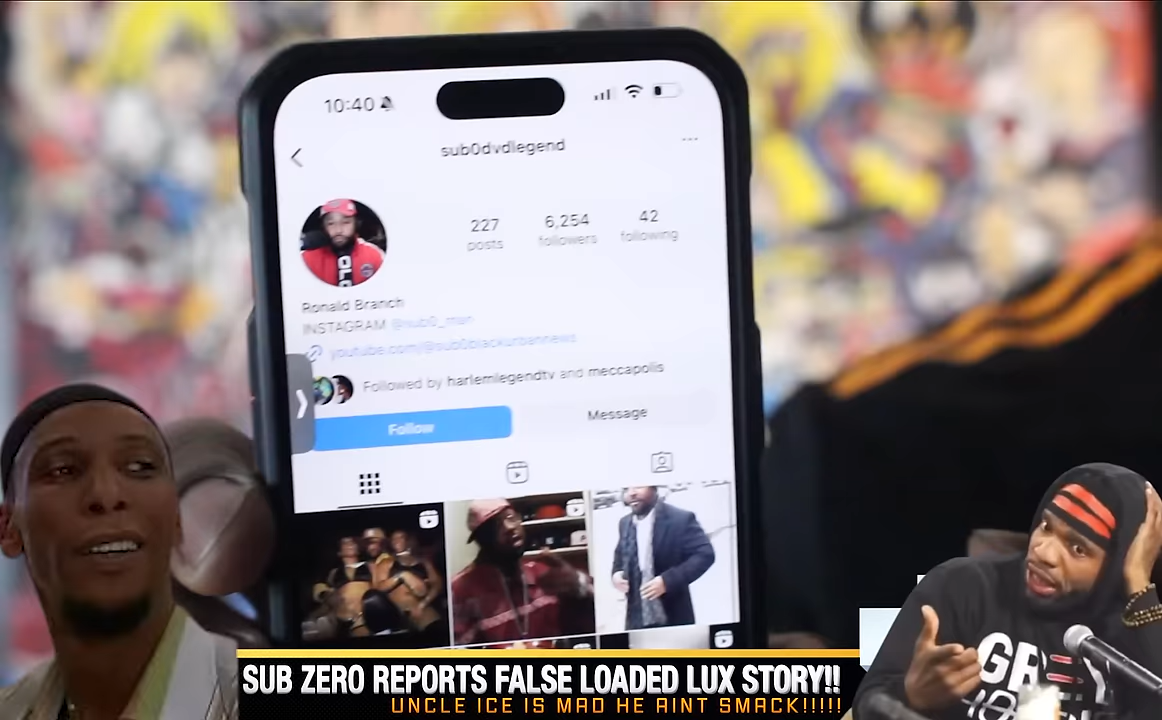 10:40
sub0dvdlegend
227 6,254 42
posts followers following
Ronald Branch
INSTAGRAM @sub0_man
youtube.com/@sub0blackurbannews
Followed by harlemlegendtv and meccapolis
Follow Message
SUB ZERO REPORTS FALSE LOADED LUX STORY!!
UNCLE ICE IS MAD HE AINT SMACK!!!!!